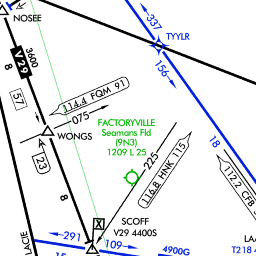 NOSEE
337
TYYLR
V29
3600
8
156
114.4 FQM 91
075
57
WONGS
FACTORYVILLE
Seamans Fld
(9N3)
1209 L 25
18
23
225
116.8 HNK 115
112.2 CFB
8
X
SCOFF
V29 4400S
LACIE
291
109
4900G
LAA
T218 4